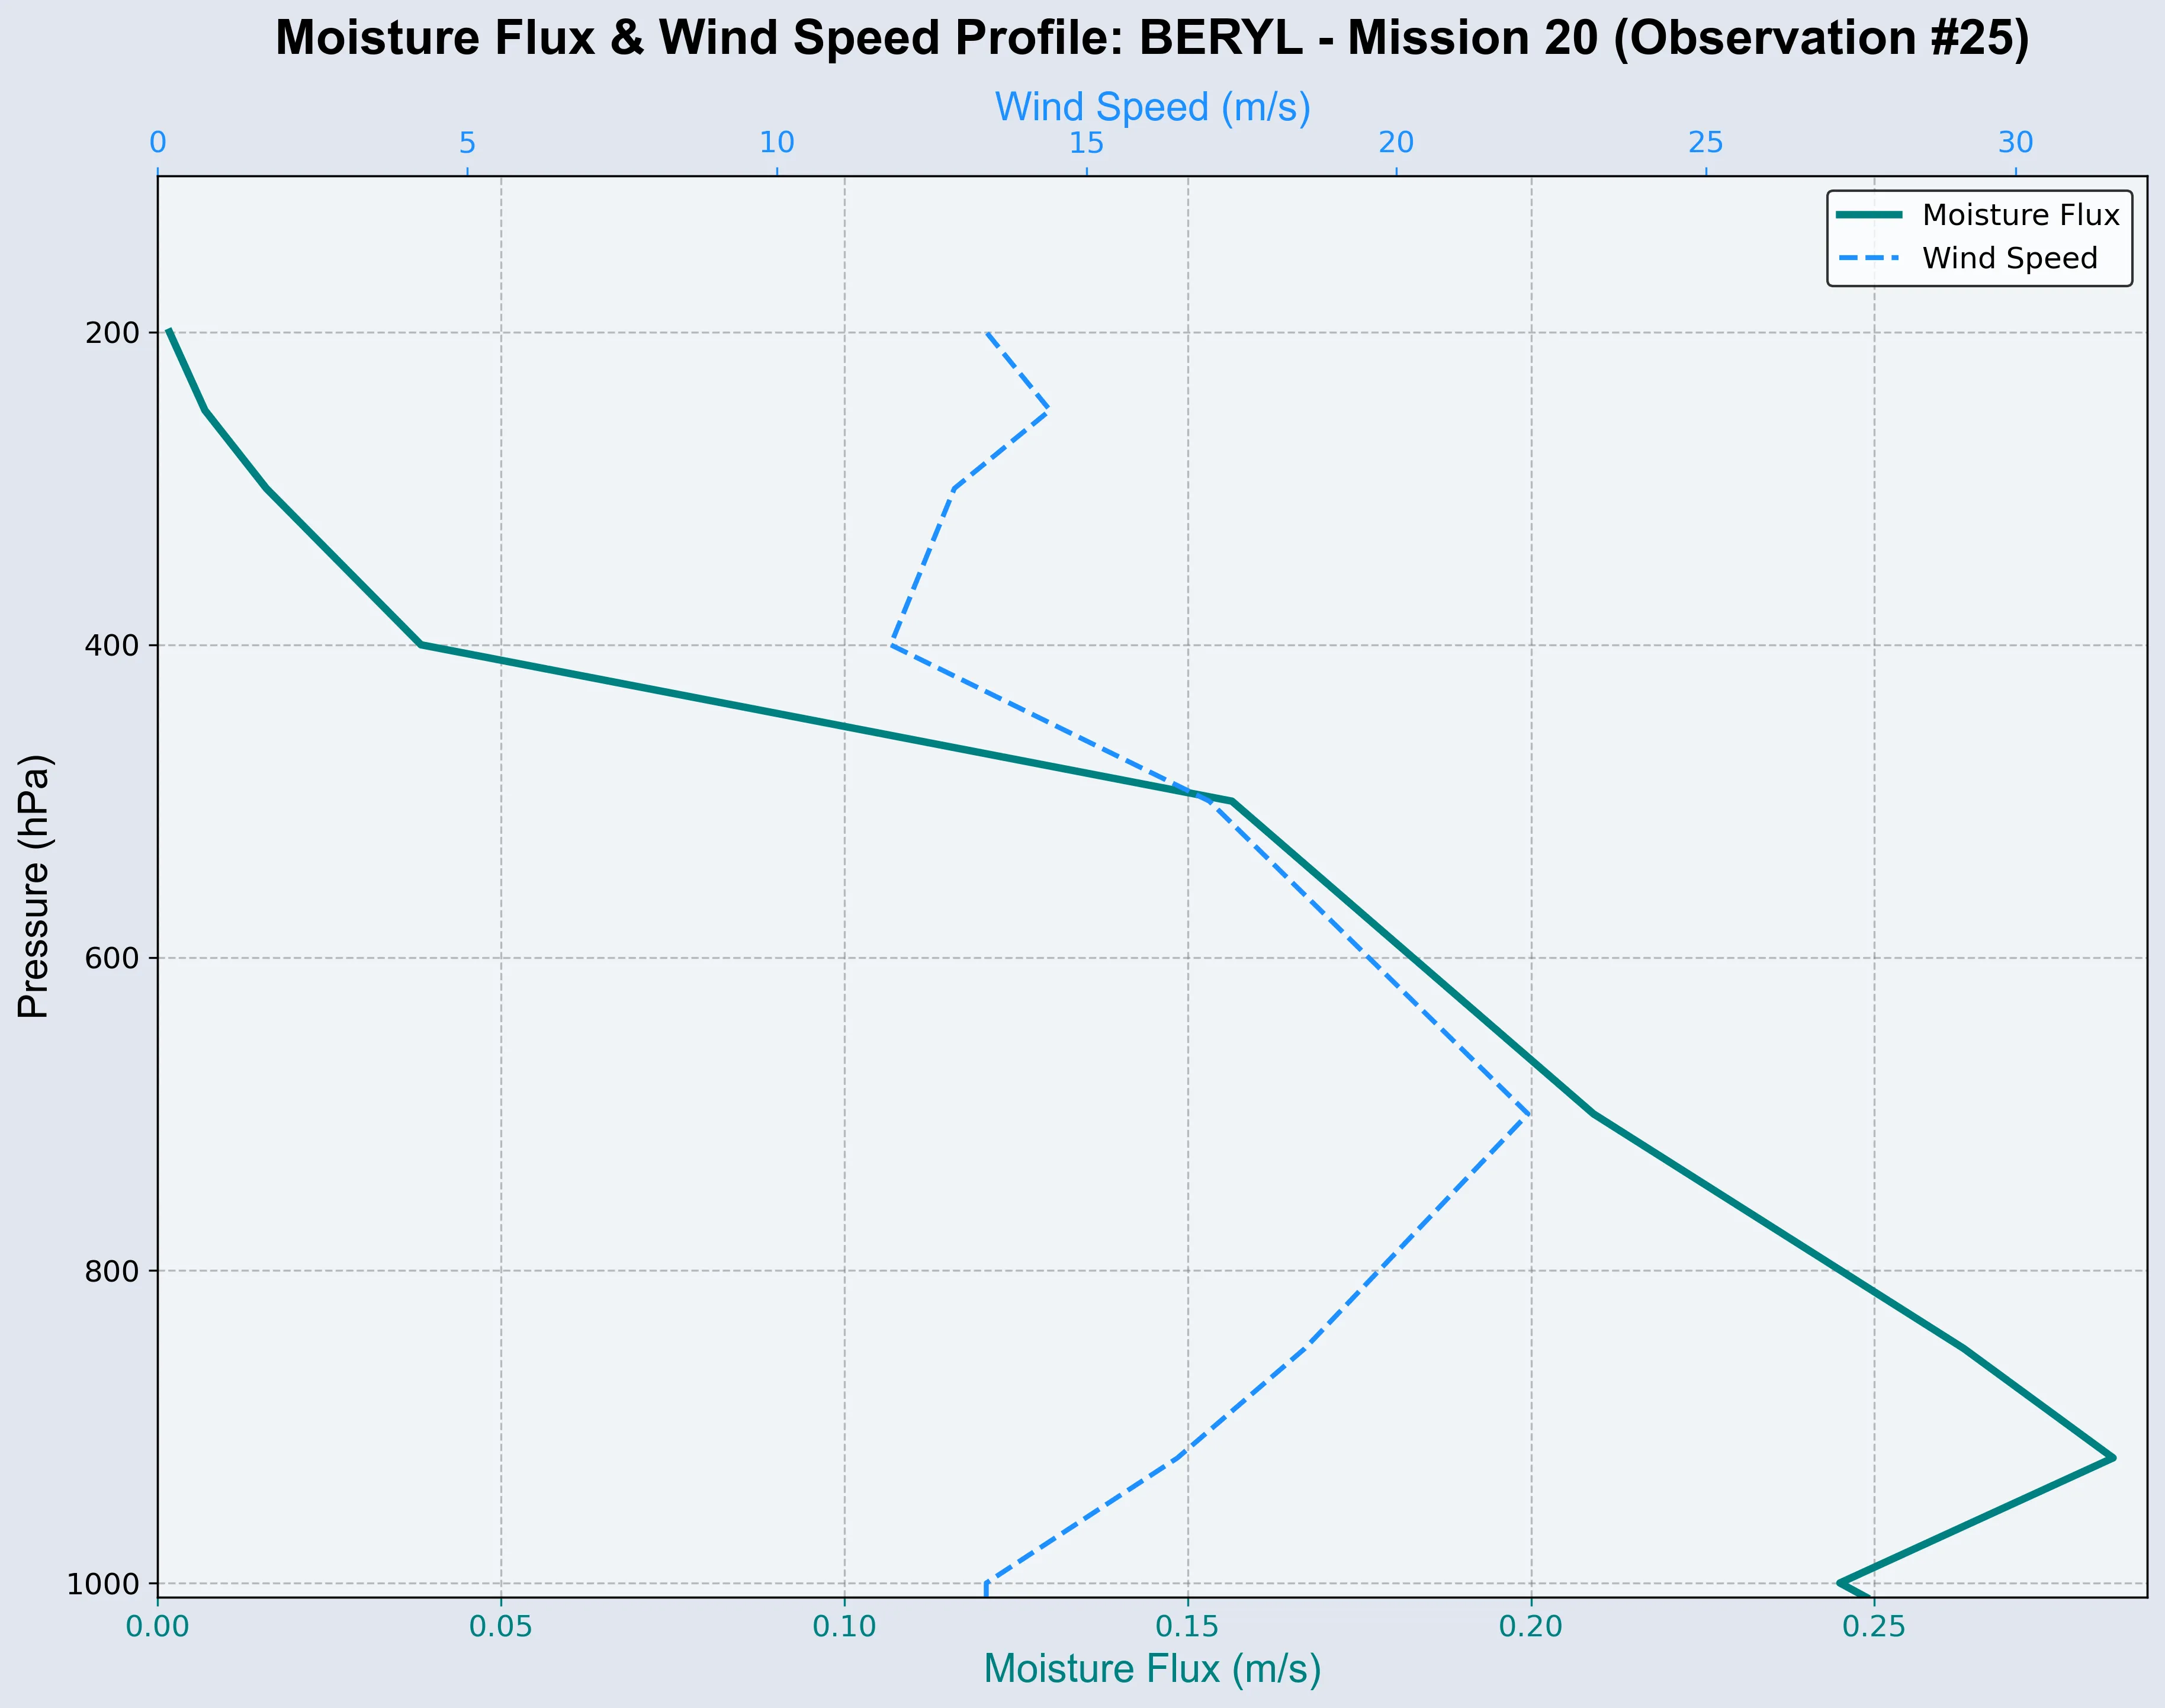 Moisture Flux & Wind Speed Profile: BERYL - Mission 20 (Observation #25)
Wind Speed (m/s)
0 5 10 15 20 25 30
Moisture Flux
Wind Speed
200
400
600
800
1000
Pressure (hPa)
0.00 0.05 0.10 0.15 0.20 0.25
Moisture Flux (m/s)